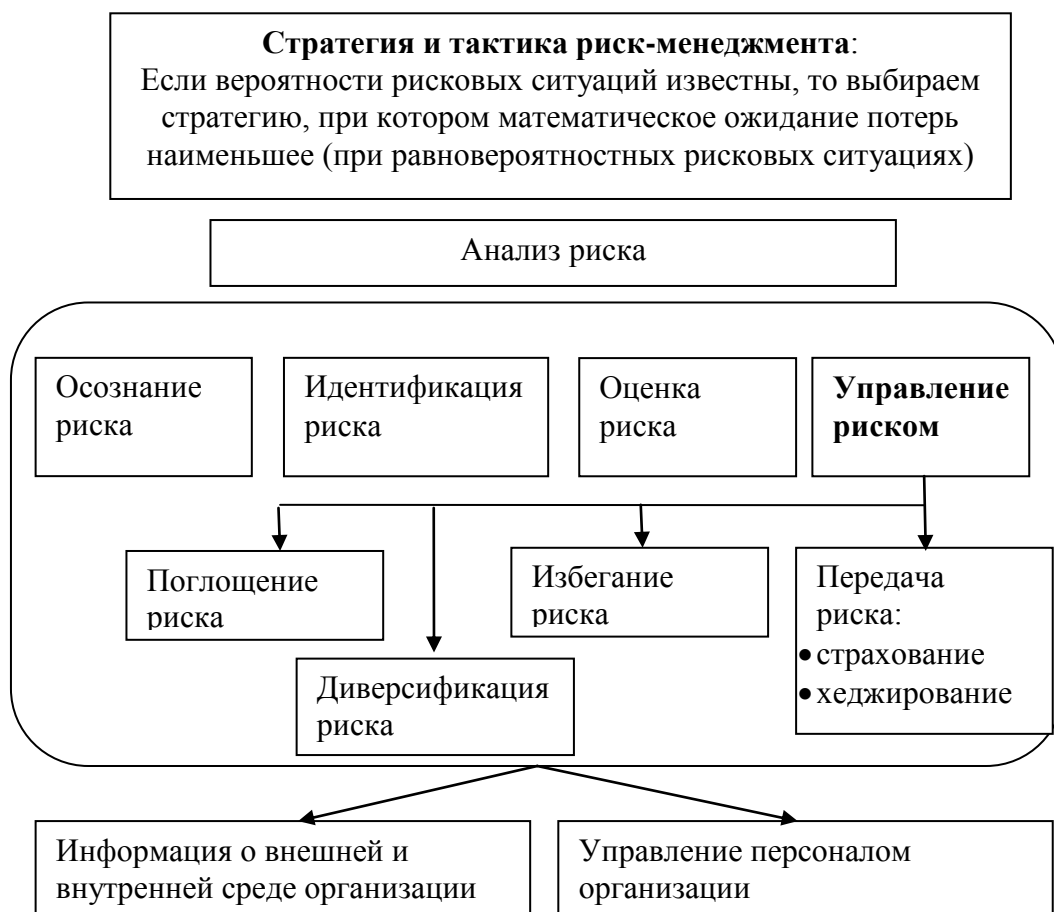 Стратегия и тактика риск-менеджмента:
Если вероятности рисковых ситуаций известны, то выбираем
стратегию, при котором математическое ожидание потерь
наименьшее (при равновероятностных рисковых ситуациях)
Анализ риска
Осознание
риска
Идентификация
риска
Оценка
риска
Управление
риском
Поглощение
риска
Избегание
риска
Передача
риска:
• страхование
• хеджирование
Диверсификация
риска
Информация о внешней и
внутренней среде организации
Управление персоналом
организации